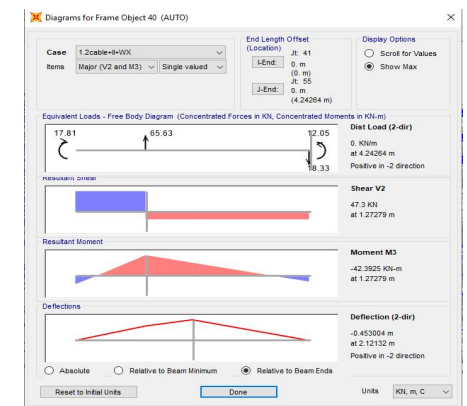 Diagrams for Frame Object 40 (AUTO)
Case 1.2cable+ll+WX
Items Major (V2 and M3) Single valued
End Length Offset
(Location)
Jt: 41
I-End: 0. m
(0. m)
Jt: 55
J-End: 0. m
(4.24264 m)
Display Options
Scroll for Values
Show Max
Equivalent Loads - Free Body Diagram (Concentrated Forces in KN, Concentrated Moments in KN-m)
17.81 65.63 12.05
18.33
Dist Load (2-dir)
0. KN/m
at 4.24264 m
Positive in -2 direction
Resultant Shear
Shear V2
47.3 KN
at 1.27279 m
Resultant Moment
Moment M3
-42.3925 KN-m
at 1.27279 m
Deflections
Deflection (2-dir)
-0.453004 m
at 2.12132 m
Positive in -2 direction
Absolute Relative to Beam Minimum Relative to Beam Ends
Reset to Initial Units Done Units KN, m, C